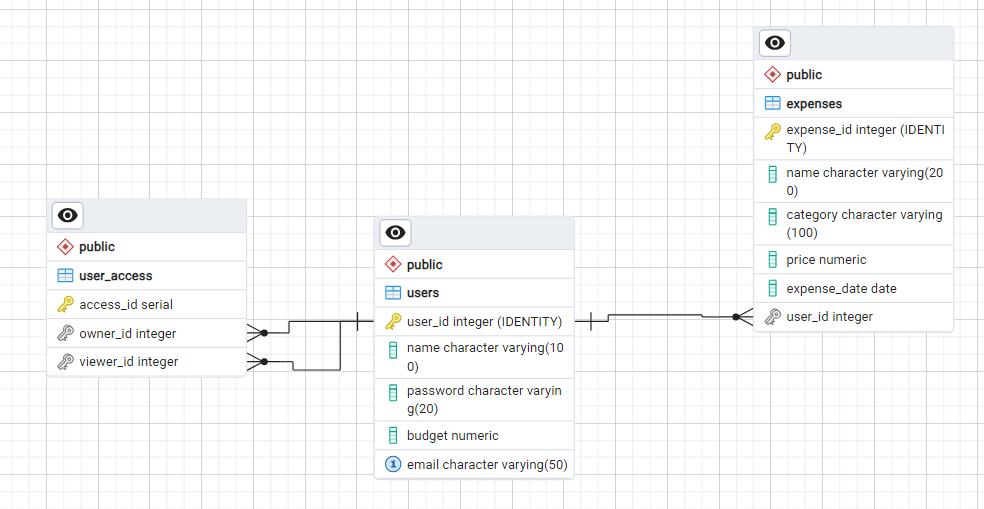 public
user_access
access_id serial
owner_id integer
viewer_id integer
public
users
user_id integer (IDENTITY)
name character varying(10
0)
password character varyin
g(20)
budget numeric
1
email character varying(50)
public
expenses
expense_id integer (IDENTI
TY)
name character varying(20
0)
category character varying
(100)
price numeric
expense_date date
user_id integer